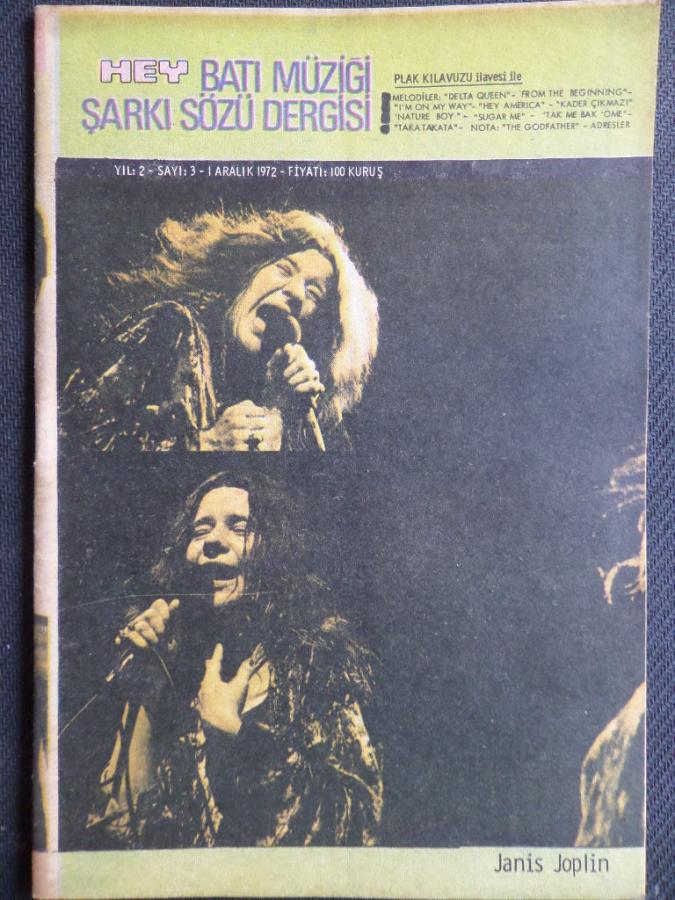 HEY BATI MÜZİĞİ
ŞARKI SÖZÜ DERGİSİ
PLAK KILAVUZU ilavesi ile
MELODİLER: "DELTA QUEEN"- 'FROM THE BEGINNING"-
"I'M ON MY WAY"- "HEY AMERICA" - "KADER ÇIKMAZI"
'NATURE BOY" - "SUGAR ME" - 'TAK ME BAK 'OME"-
"TAKATAKATA"- NOTA: "THE GODFATHER" - ADRESLER
YIL: 2 - SAYI: 3 - 1 ARALIK 1972 - FİYATI: 100 KURUŞ
Janis Joplin